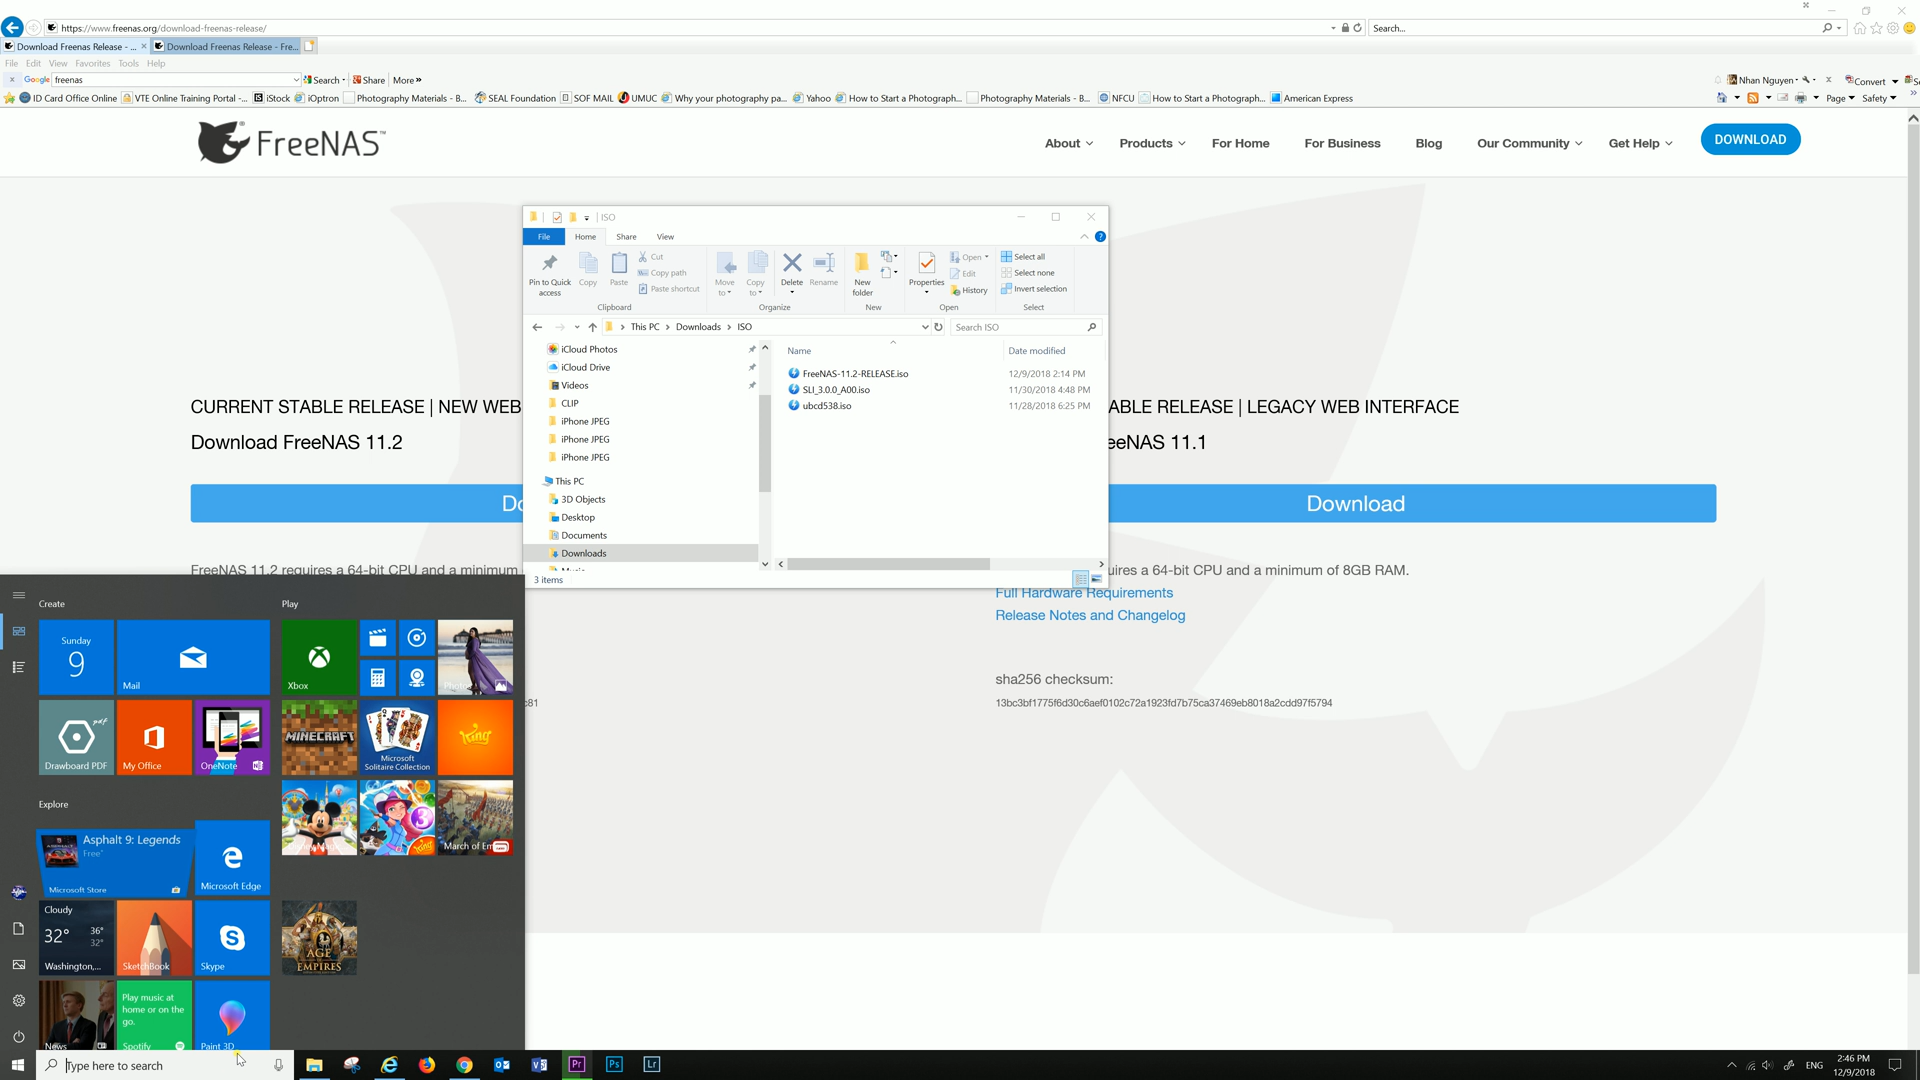 https://www.freenas.org/download-freenas-release/
Search...
Download Freenas Release - ...
Download Freenas Release - Fre...
File Edit View Favorites Tools Help
Google freenas
Search
Share
More »
Nhan Nguyen
Convert
ID Card Office Online
VTE Online Training Portal -...
iStock
iOptron
Photography Materials - B...
SEAL Foundation
SOF MAIL
UMUC
Why your photography pa...
Yahoo
How to Start a Photograph...
Photography Materials - B...
NFCU
How to Start a Photograph...
American Express
Page
Safety
FreeNAS™
About
Products
For Home
For Business
Blog
Our Community
Get Help
DOWNLOAD
ISO
File
Home
Share
View
Pin to Quick access
Copy
Paste
Cut
Copy path
Paste shortcut
Clipboard
Move to
Copy to
Delete
Rename
Organize
New folder
New
Properties
Open
Edit
History
Open
Select all
Select none
Invert selection
Select
This PC > Downloads > ISO
Search ISO
iCloud Photos
iCloud Drive
Videos
CLIP
iPhone JPEG
iPhone JPEG
iPhone JPEG
This PC
3D Objects
Desktop
Documents
Downloads
Name
Date modified
FreeNAS-11.2-RELEASE.iso 12/9/2018 2:14 PM
SLI_3.0.0_A00.iso 11/30/2018 4:48 PM
ubcd538.iso 11/28/2018 6:25 PM
3 items
CURRENT STABLE RELEASE | NEW WEB
Download FreeNAS 11.2
FreeNAS 11.2 requires a 64-bit CPU and a minimum
c81
ABLE RELEASE | LEGACY WEB INTERFACE
eeNAS 11.1
Download
uires a 64-bit CPU and a minimum of 8GB RAM.
Full Hardware Requirements
Release Notes and Changelog
sha256 checksum:
13bc3bf1775f6d30c6aef0102c72a1923fd7b75ca37469eb8018a2cdd97f5794
Create
Play
Sunday
9
Mail
Xbox
Photos
Drawboard PDF
My Office
OneNote
MINECRAFT
Microsoft
Solitaire Collection
King
Explore
Asphalt 9: Legends
Free*
Microsoft Store
Microsoft Edge
3
March of Em
Cloudy
32°
36°
32°
Washington,...
SketchBook
Skype
AGE
OF
EMPIRES
News
Play music at
home or on the
go.
Spotify
Paint 3D
Type here to search
Pr
Ps
Lr
ENG
2:46 PM
12/9/2018